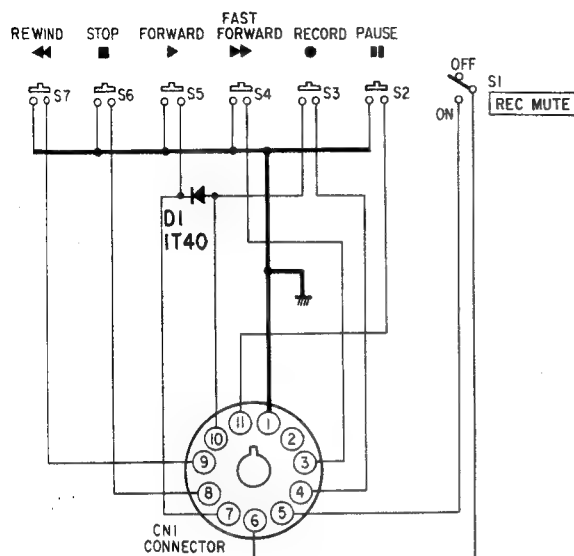 FAST
REWIND STOP FORWARD FORWARD RECORD PAUSE
OFF
S7 S6 S5 S4 S3 S2 S1
ON
REC MUTE
D1
1T40
11 1
10 2
9 3
8 4
7 6 5
CN1
CONNECTOR